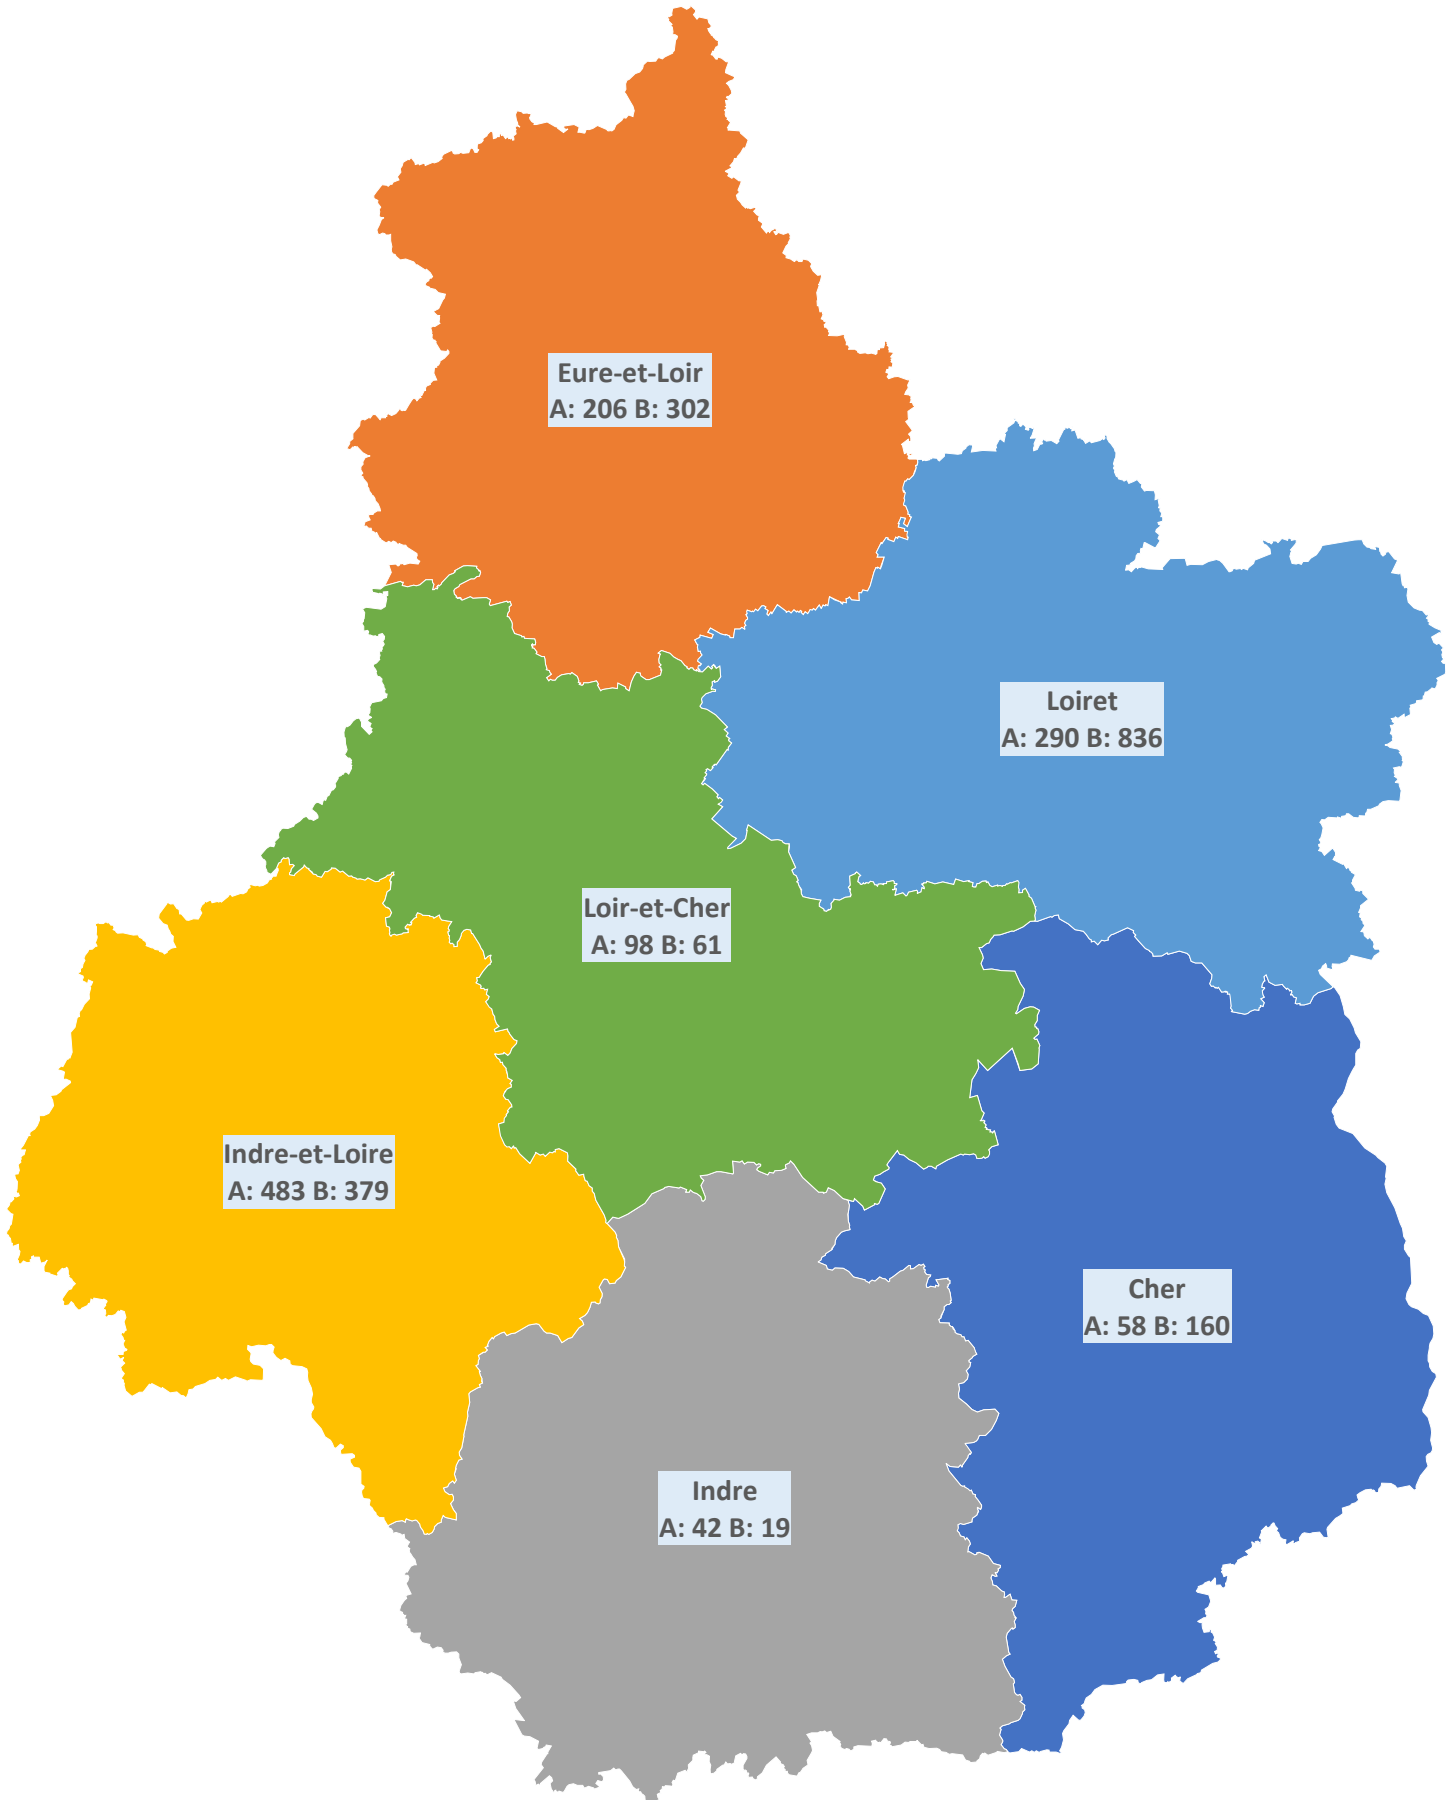 Eure-et-Loir
A: 206 B: 302
Loiret
A: 290 B: 836
Loir-et-Cher
A: 98 B: 61
Indre-et-Loire
A: 483 B: 379
Cher
A: 58 B: 160
Indre
A: 42 B: 19